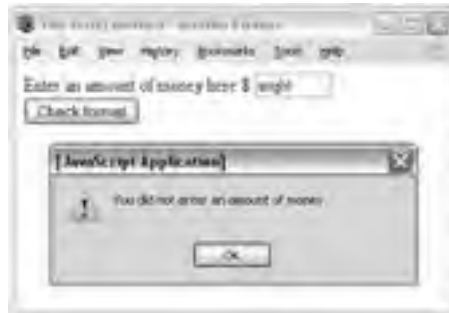 File Edit View History Bookmarks Tools Help
Enter an amount of money here $
Check format
[JavaScript Application]
You did not enter an amount of money
OK